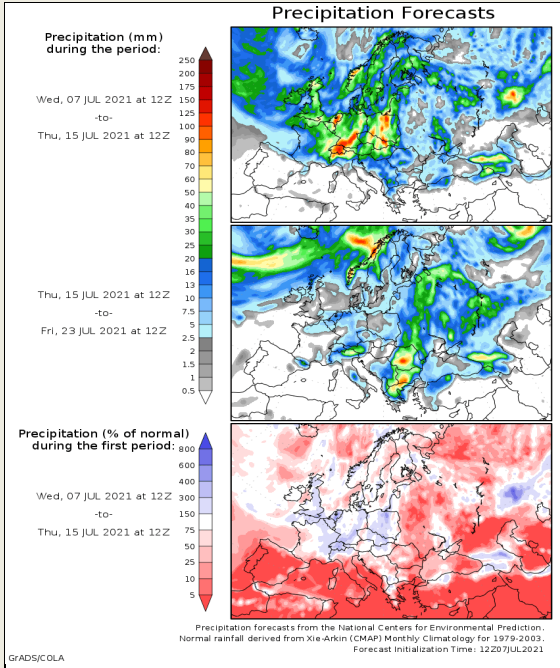 Precipitation Forecasts
Precipitation (mm)
during the period:
Wed, 07 JUL 2021 at 12Z
-to-
Thu, 15 JUL 2021 at 12Z
250
200
175
150
125
100
90
80
70
60
50
40
35
30
25
20
16
13
10
7.5
5
2.5
2
1.5
1
0.5
Thu, 15 JUL 2021 at 12Z
-to-
Fri, 23 JUL 2021 at 12Z
Precipitation (% of normal)
during the first period:
Wed, 07 JUL 2021 at 12Z
-to-
Thu, 15 JUL 2021 at 12Z
800
600
400
300
150
75
50
25
10
5
Precipitation forecasts from the National Centers for Environmental Prediction.
Normal rainfall derived from Xie-Arkin (CMAP) Monthly Climatology for 1979-2003.
Forecast Initialization Time: 12Z07JUL2021
GrADS/COLA